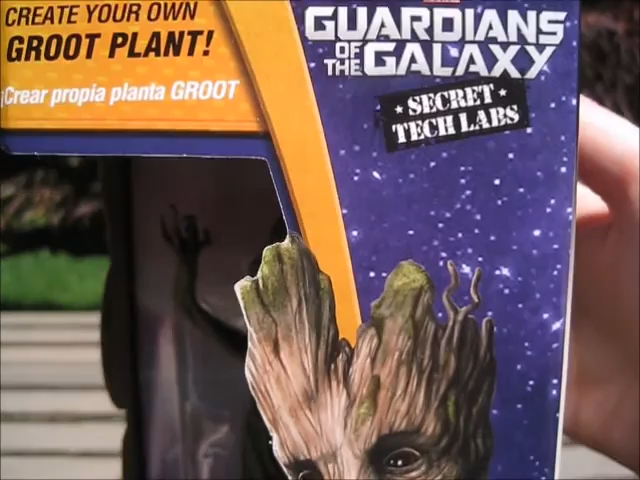 CREATE YOUR OWN
GROOT PLANT!
¡Crear propia planta GROOT
GUARDIANS
OF THE GALAXY
SECRET
TECH LABS